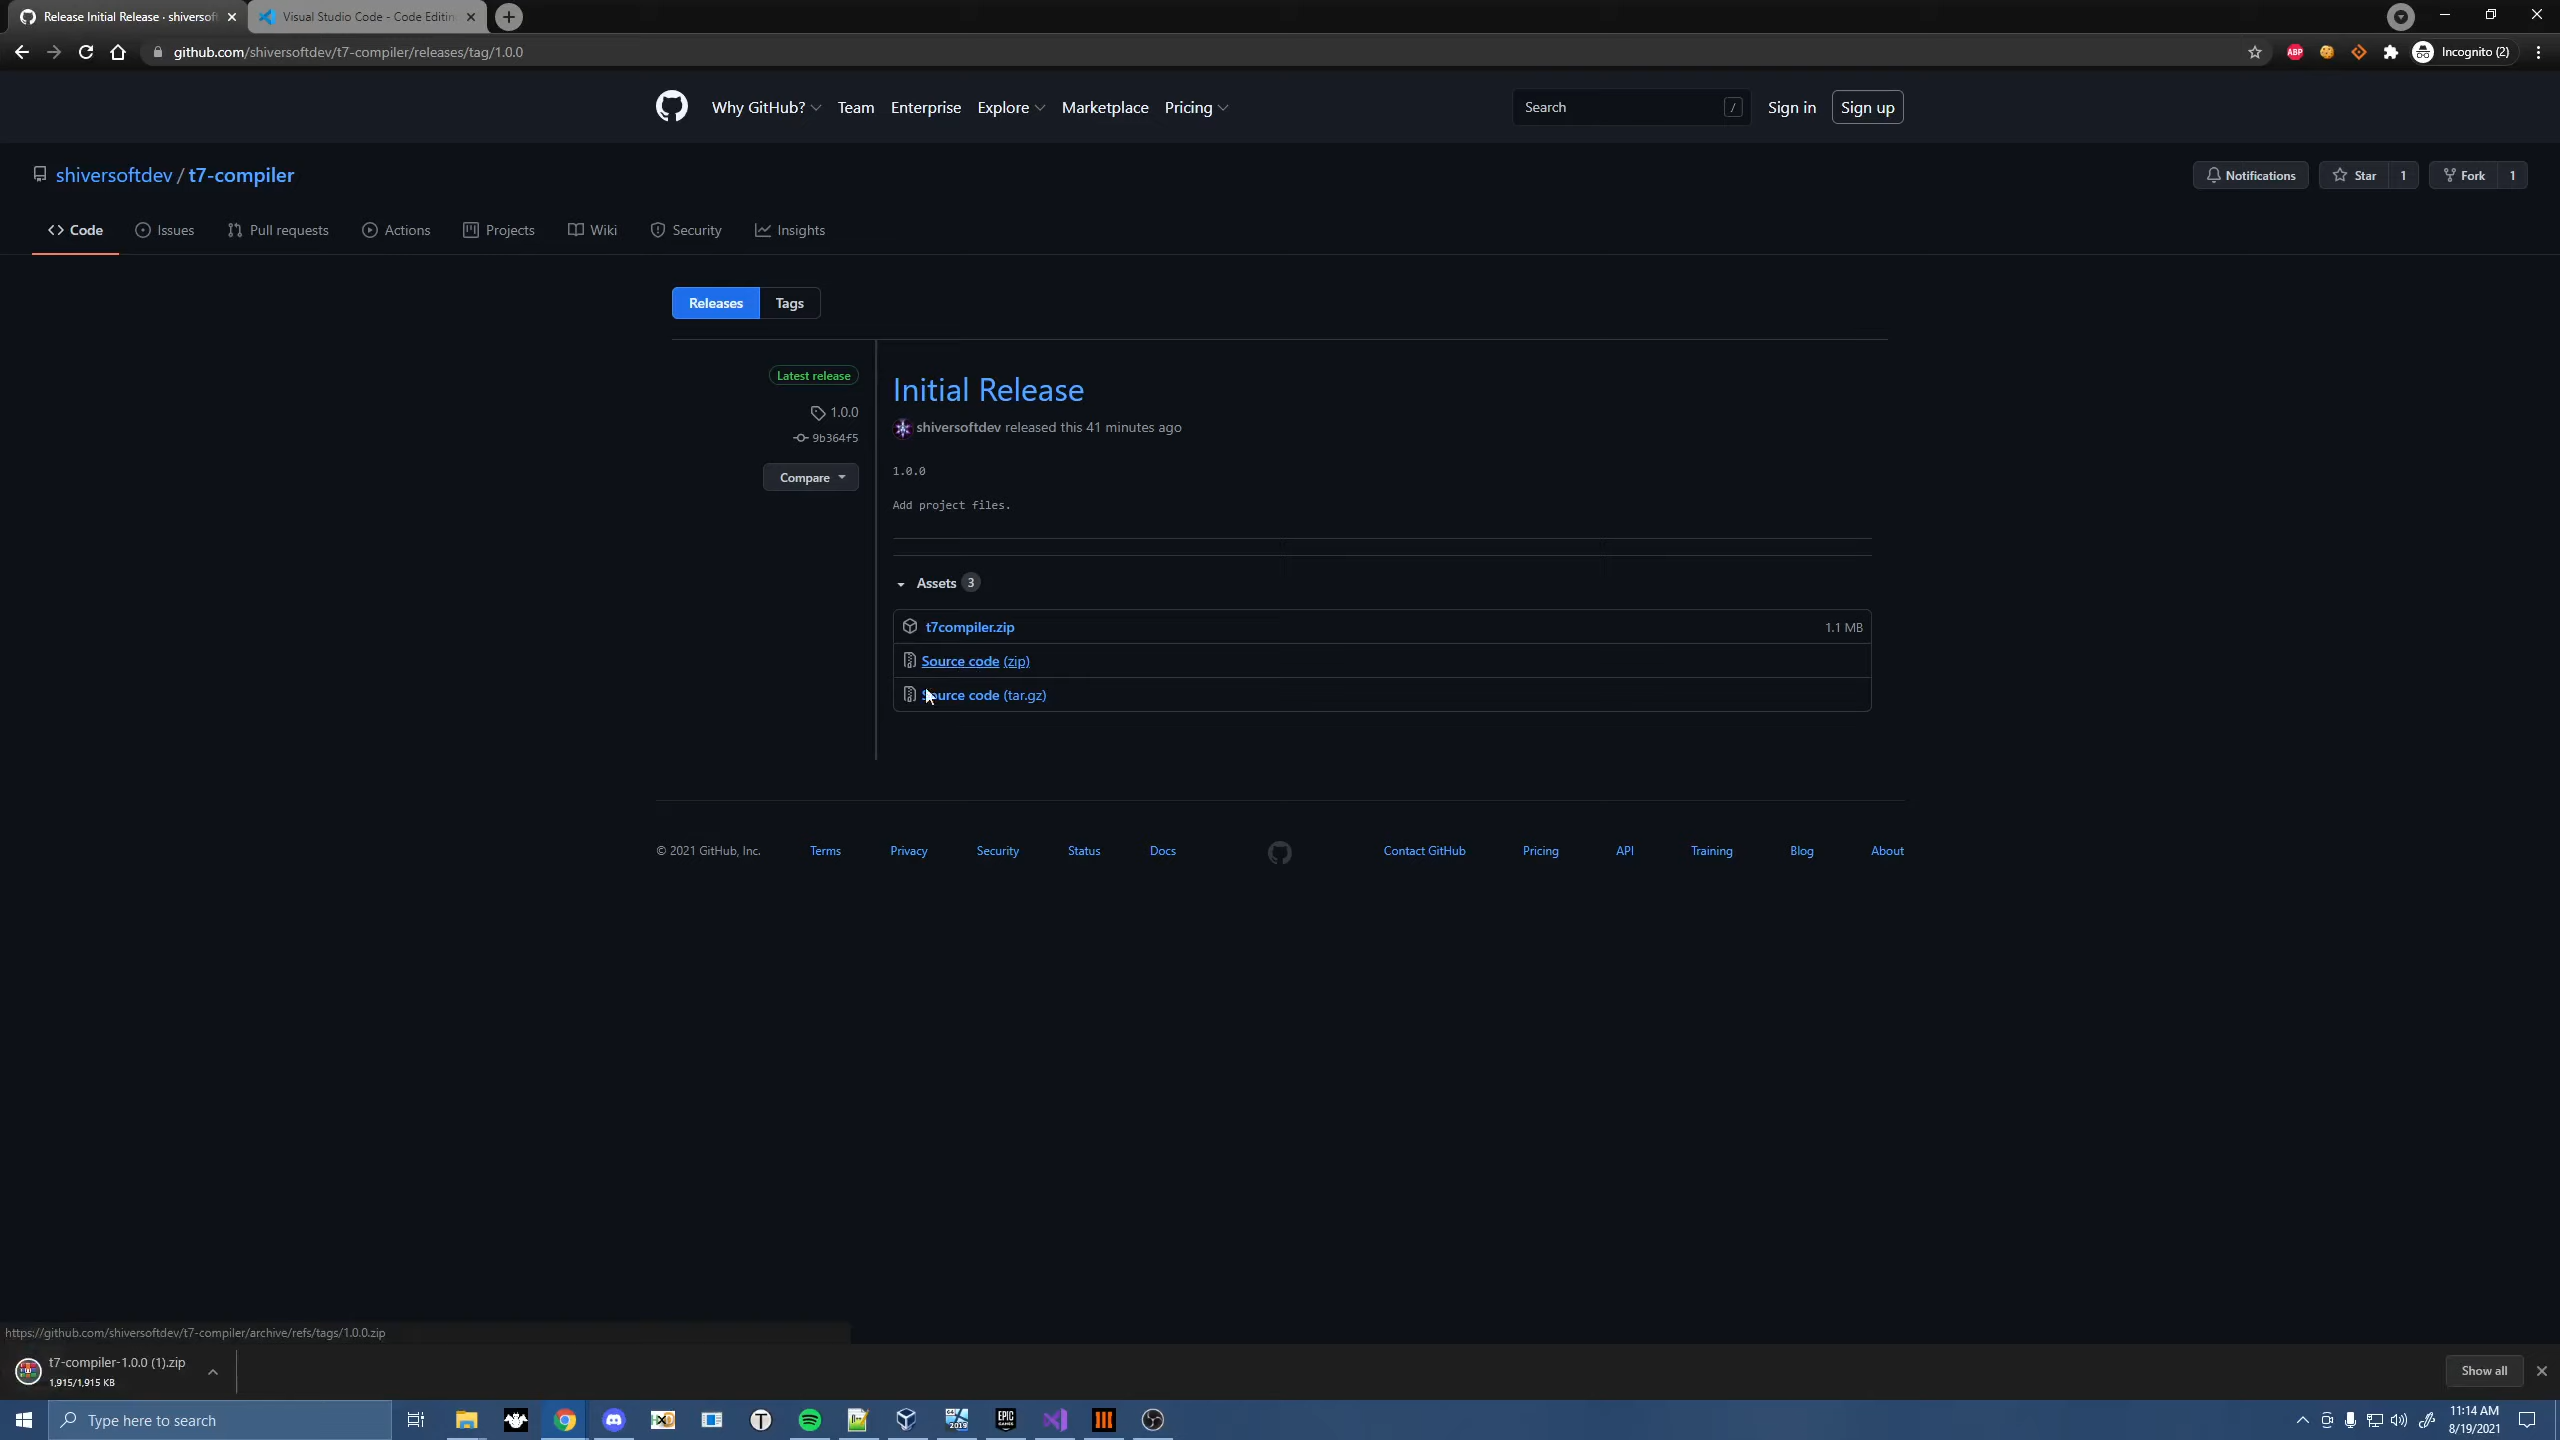 Release Initial Release · shiversoft
Visual Studio Code - Code Editin
github.com/shiversoftdev/t7-compiler/releases/tag/1.0.0
ABP
Incognito (2)
Why GitHub?
Team
Enterprise
Explore
Marketplace
Pricing
Search
/
Sign in
Sign up
shiversoftdev / t7-compiler
Notifications
Star
1
Fork
1
Code
Issues
Pull requests
Actions
Projects
Wiki
Security
Insights
Releases
Tags
Latest release
1.0.0
9b364f5
Compare
Initial Release
shiversoftdev released this 41 minutes ago
1.0.0
Add project files.
Assets 3
t7compiler.zip
1.1 MB
Source code (zip)
Source code (tar.gz)
© 2021 GitHub, Inc.
Terms
Privacy
Security
Status
Docs
Contact GitHub
Pricing
API
Training
Blog
About
https://github.com/shiversoftdev/t7-compiler/archive/refs/tags/1.0.0.zip
t7-compiler-1.0.0 (1).zip
1,915/1,915 KB
Show all
Type here to search
2019
EPIC
GAMES
11:14 AM
8/19/2021